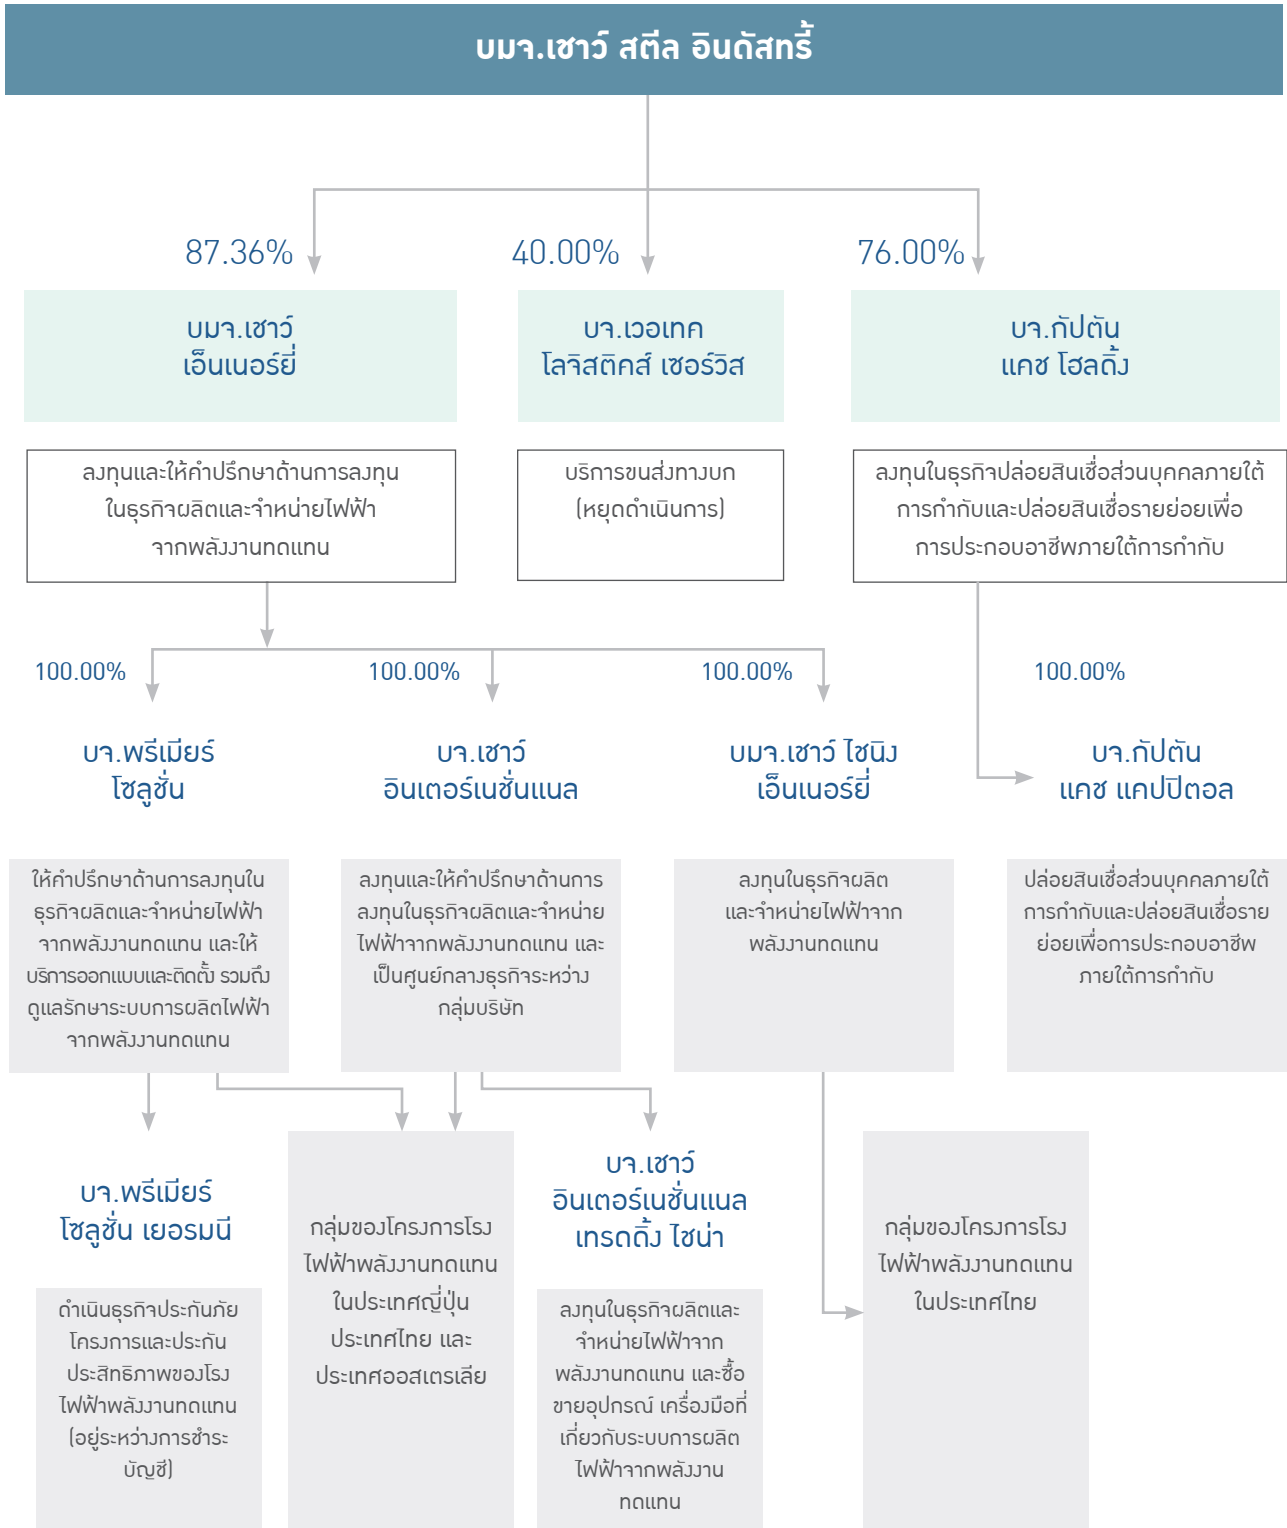 บมจ.เชาว์ สตีล อินดัสทรี้
87.36%
40.00%
76.00%
บมจ.เชาว์
เอ็นเนอร์ยี่
บจ.เวอเทค
โลจิสติคส์ เซอร์วิส
บจ.กัปตัน
แคช โฮลดิ้ง
ลงทุนและให้คำปรึกษาด้านการลงทุน
ในธุรกิจผลิตและจำหน่ายไฟฟ้า
จากพลังงานทดแทน
บริการขนส่งทางบก
(หยุดดำเนินการ)
ลงทุนในธุรกิจปล่อยสินเชื่อส่วนบุคคลภายใต้
การกำกับและปล่อยสินเชื่อรายย่อยเพื่อ
การประกอบอาชีพภายใต้การกำกับ
100.00%
100.00%
100.00%
100.00%
บจ.พรีเมียร์
โซลูชั่น
บจ.เชาว์
อินเตอร์เนชั่นแนล
บมจ.เชาว์ ไชนิง
เอ็นเนอร์ยี่
บจ.กัปตัน
แคช แคปปิตอล
ให้คำปรึกษาด้านการลงทุนใน
ธุรกิจผลิตและจำหน่ายไฟฟ้า
จากพลังงานทดแทน และให้
บริการออกแบบและติดตั้ง รวมถึง
ดูแลรักษาระบบการผลิตไฟฟ้า
จากพลังงานทดแทน
ลงทุนและให้คำปรึกษาด้านการ
ลงทุนในธุรกิจผลิตและจำหน่าย
ไฟฟ้าจากพลังงานทดแทน และ
เป็นศูนย์กลางธุรกิจระหว่าง
กลุ่มบริษัท
ลงทุนในธุรกิจผลิต
และจำหน่ายไฟฟ้าจาก
พลังงานทดแทน
ปล่อยสินเชื่อส่วนบุคคลภายใต้
การกำกับและปล่อยสินเชื่อราย
ย่อยเพื่อการประกอบอาชีพ
ภายใต้การกำกับ
บจ.พรีเมียร์
โซลูชั่น เยอรมนี
ดำเนินธุรกิจประกันภัย
โครงการและประกัน
ประสิทธิภาพของโรง
ไฟฟ้าพลังงานทดแทน
(อยู่ระหว่างการชำระ
บัญชี)
กลุ่มของโครงการโรง
ไฟฟ้าพลังงานทดแทน
ในประเทศญี่ปุ่น
ประเทศไทย และ
ประเทศออสเตรเลีย
บจ.เชาว์
อินเตอร์เนชั่นแนล
เทรดดิ้ง ไชน่า
ลงทุนในธุรกิจผลิตและ
จำหน่ายไฟฟ้าจาก
พลังงานทดแทน และซื้อ
ขายอุปกรณ์ เครื่องมือที่
เกี่ยวกับระบบการผลิต
ไฟฟ้าจากพลังงาน
ทดแทน
กลุ่มของโครงการโรง
ไฟฟ้าพลังงานทดแทน
ในประเทศไทย